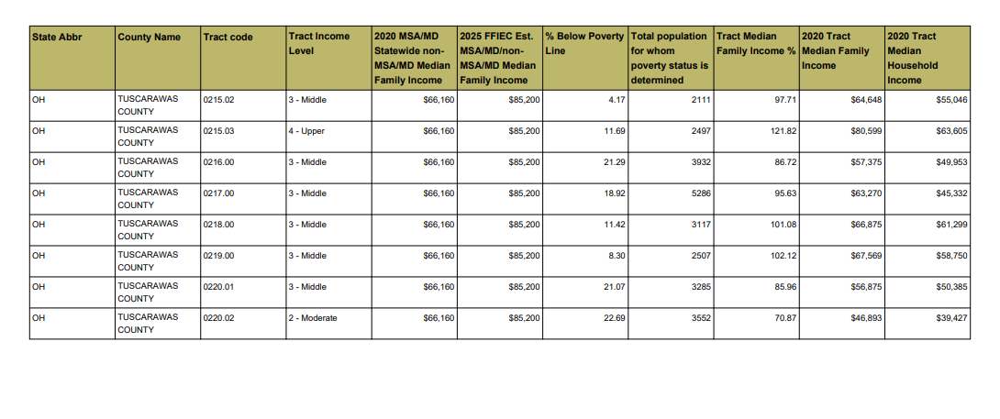 State Abbr County Name Tract code Tract Income Level 2020 MSA/MD Statewide non-MSA/MD Median Family Income 2025 FFIEC Est. MSA/MD/non-MSA/MD Median Family Income % Below Poverty Line Total population for whom poverty status is determined Tract Median Family Income % 2020 Tract Median Family Income 2020 Tract Median Household Income
OH TUSCARAWAS COUNTY 0215.02 3 - Middle $66,160 $85,200 4.17 2111 97.71 $64,648 $55,046
OH TUSCARAWAS COUNTY 0215.03 4 - Upper $66,160 $85,200 11.69 2497 121.82 $80,599 $63,605
OH TUSCARAWAS COUNTY 0216.00 3 - Middle $66,160 $85,200 21.29 3932 86.72 $57,375 $49,953
OH TUSCARAWAS COUNTY 0217.00 3 - Middle $66,160 $85,200 18.92 5286 95.63 $63,270 $45,332
OH TUSCARAWAS COUNTY 0218.00 3 - Middle $66,160 $85,200 11.42 3117 101.08 $66,875 $61,299
OH TUSCARAWAS COUNTY 0219.00 3 - Middle $66,160 $85,200 8.30 2507 102.12 $67,569 $58,750
OH TUSCARAWAS COUNTY 0220.01 3 - Middle $66,160 $85,200 21.07 3285 85.96 $56,875 $50,385
OH TUSCARAWAS COUNTY 0220.02 2 - Moderate $66,160 $85,200 22.69 3552 70.87 $46,893 $39,427